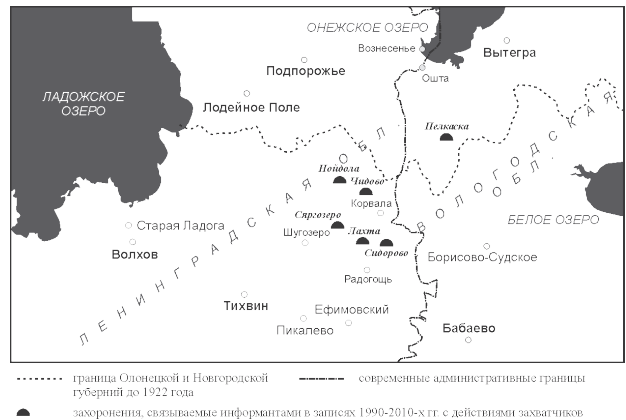 ОНЕЖСКОЕ ОЗЕРО
Вознесенье
Вытегра
Подпорожье
Ошта
ЛАДОЖСКОЕ
ОЗЕРО
Лодейное Поле
Пелкаска
Нойдола
Чидово
Корвала
Сяргозеро
Старая Ладога
Шугозеро
Лахта
Сидорово
БЕЛОЕ ОЗЕРО
Волхов
Борисово-Судское
Радогощь
Тихвин
Ефимовский
Пикалево
Бабаево
ЛЕНИНГРАДСКАЯ ОБЛ.
ВОЛОГОДСКАЯ
ОБЛ.
граница Олонецкой и Новгородской
губерний до 1922 года
современные административные границы
захоронения, связываемые информантами в записях 1990-2010-х гг. с действиями захватчиков